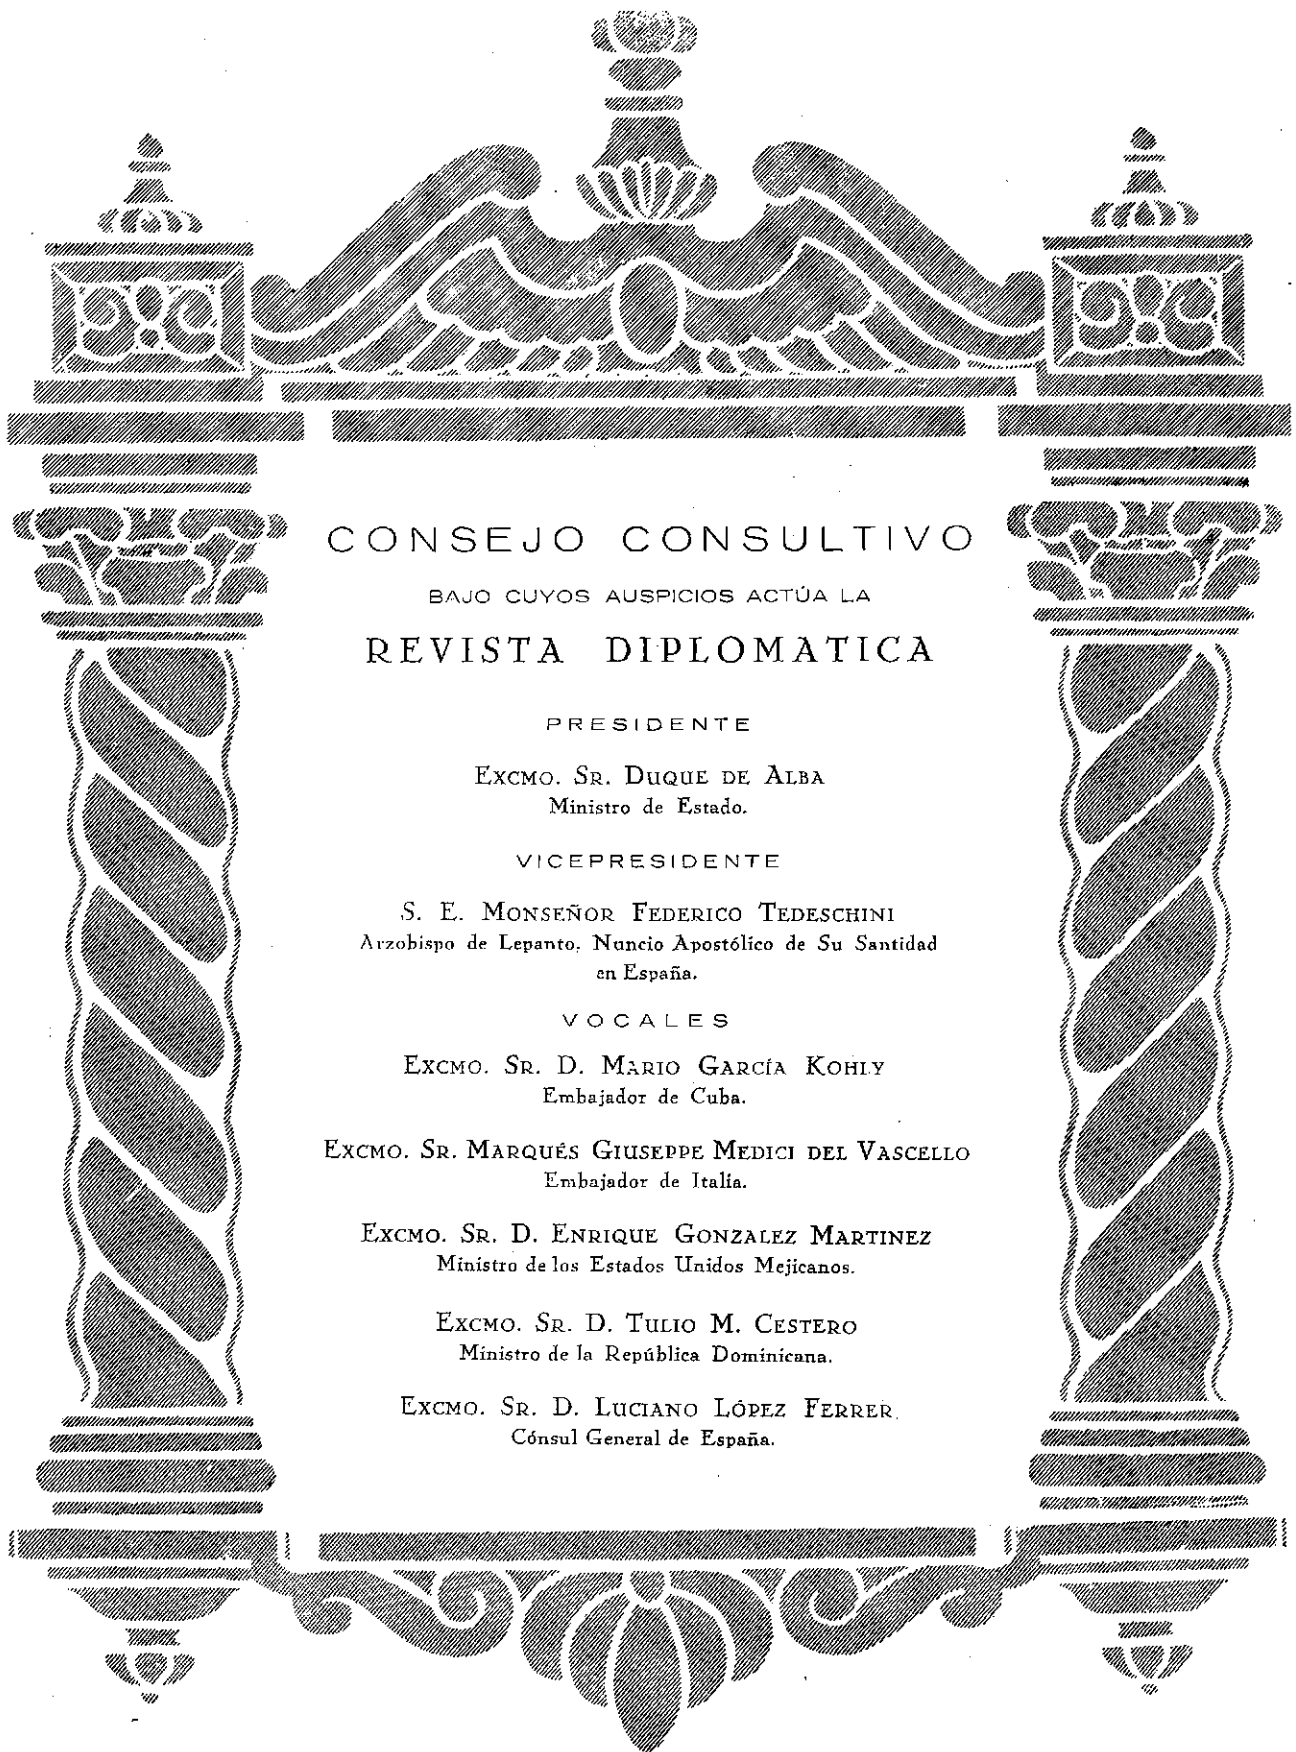 CONSEJO CONSULTIVO
BAJO CUYOS AUSPICIOS ACTÚA LA
REVISTA DIPLOMATICA
PRESIDENTE
EXCMO. SR. DUQUE DE ALBA
Ministro de Estado.
VICEPRESIDENTE
S. E. MONSEÑOR FEDERICO TEDESCHINI
Arzobispo de Lepanto, Nuncio Apostólico de Su Santidad
en España.
VOCALES
EXCMO. SR. D. MARIO GARCÍA KOHLY
Embajador de Cuba.
EXCMO. SR. MARQUÉS GIUSEPPE MEDICI DEL VASCELLO
Embajador de Italia.
EXCMO. SR. D. ENRIQUE GONZALEZ MARTINEZ
Ministro de los Estados Unidos Mejicanos.
EXCMO. SR. D. TULIO M. CESTERO
Ministro de la República Dominicana.
EXCMO. SR. D. LUCIANO LÓPEZ FERRER
Cónsul General de España.